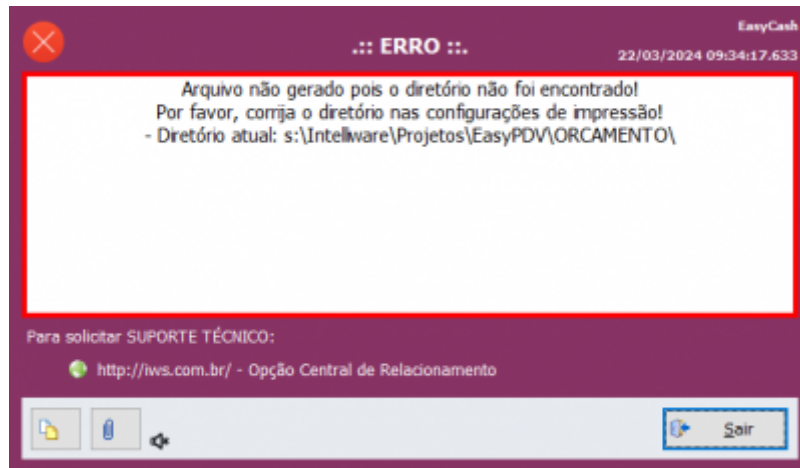 EasyCash
.:: ERRO ::.
22/03/2024 09:34:17.633
Arquivo não gerado pois o diretório não foi encontrado!
Por favor, corrija o diretório nas configurações de impressão!
- Diretório atual: s:\Intellware\Projetos\EasyPDV\ORCAMENTO\
Para solicitar SUPORTE TÉCNICO:
http://iws.com.br/ - Opção Central de Relacionamento
Sair